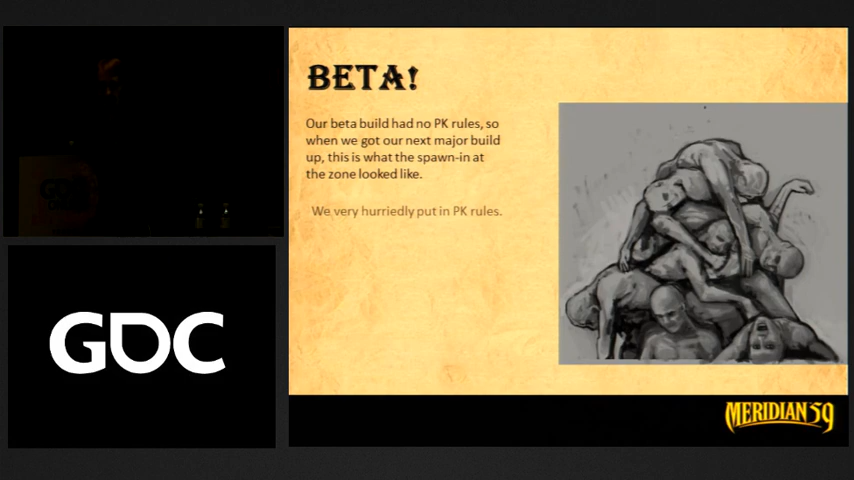 BETA!
Our beta build had no PK rules, so
when we got our next major build
up, this is what the spawn-in at
the zone looked like.
We very hurriedly put in PK rules.
GDC
MERIDIAN 59